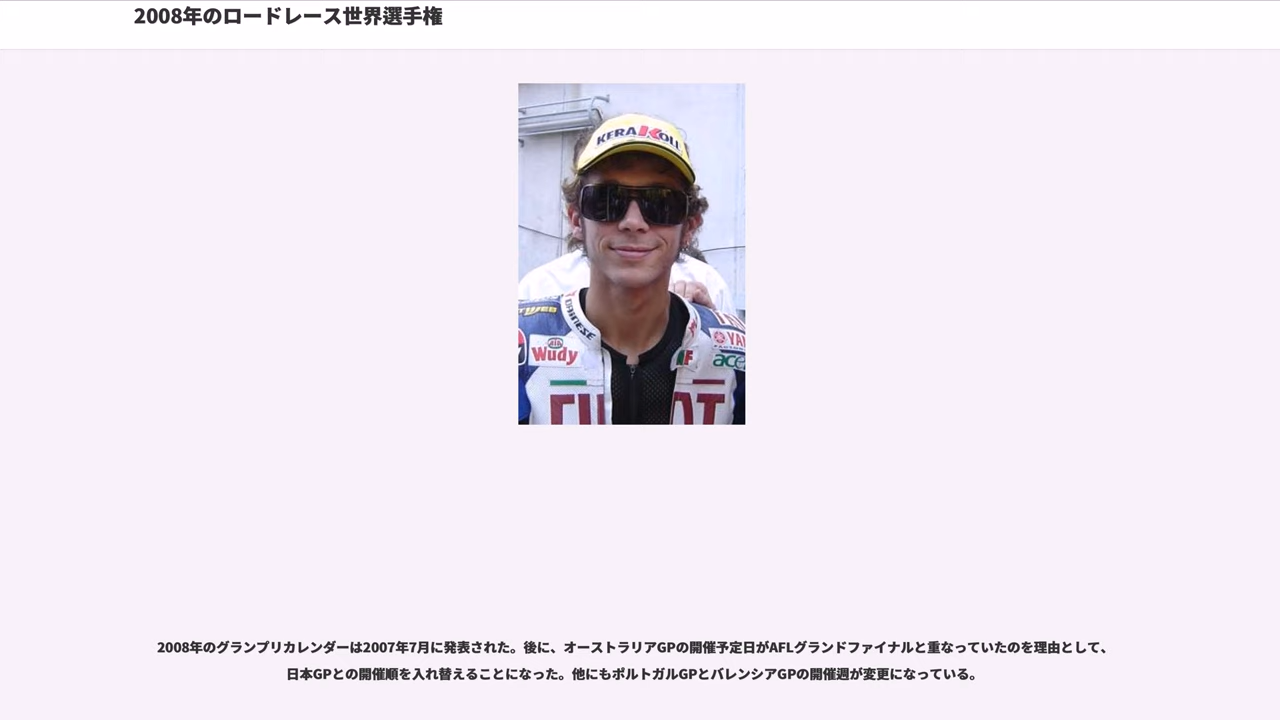 2008年のロードレース世界選手権
KERAKOLL
DAINESE
Wudy
2008年のグランプリカレンダーは2007年7月に発表された。後に、オーストラリアGPの開催予定日がAFLグランドファイナルと重なっていたのを理由として、
日本GPとの開催順を入れ替えることになった。他にもポルトガルGPとバレンシアGPの開催週が変更になっている。